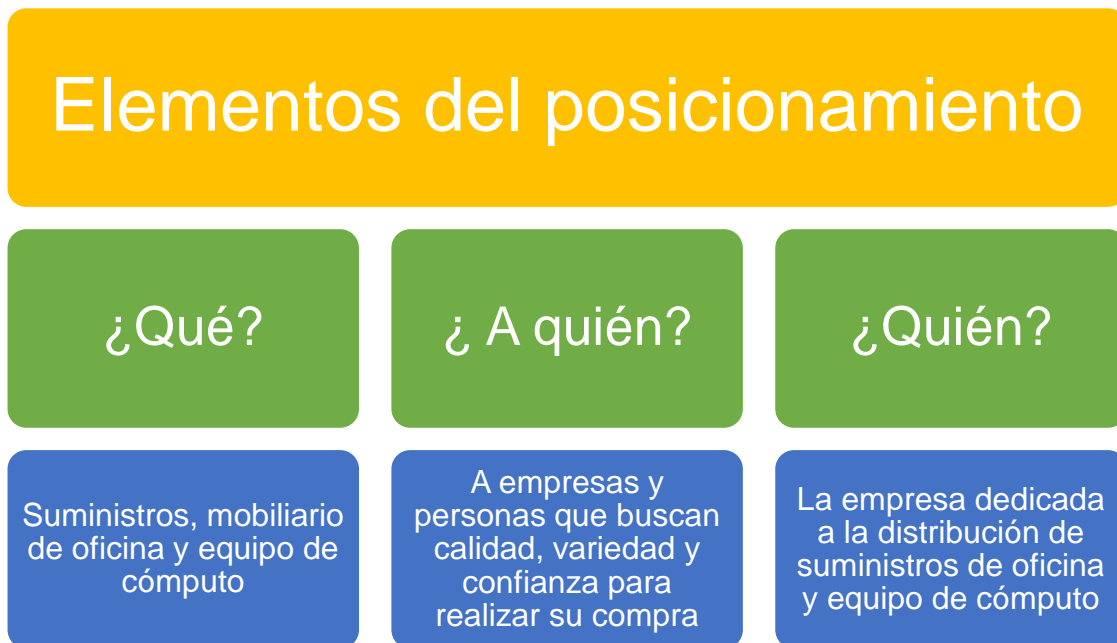 Elementos del posicionamiento
¿Qué?
¿ A quién?
¿Quién?
Suministros, mobiliario
de oficina y equipo de
cómputo
A empresas y
personas que buscan
calidad, variedad y
confianza para
realizar su compra
La empresa dedicada
a la distribución de
suministros de oficina
y equipo de cómputo